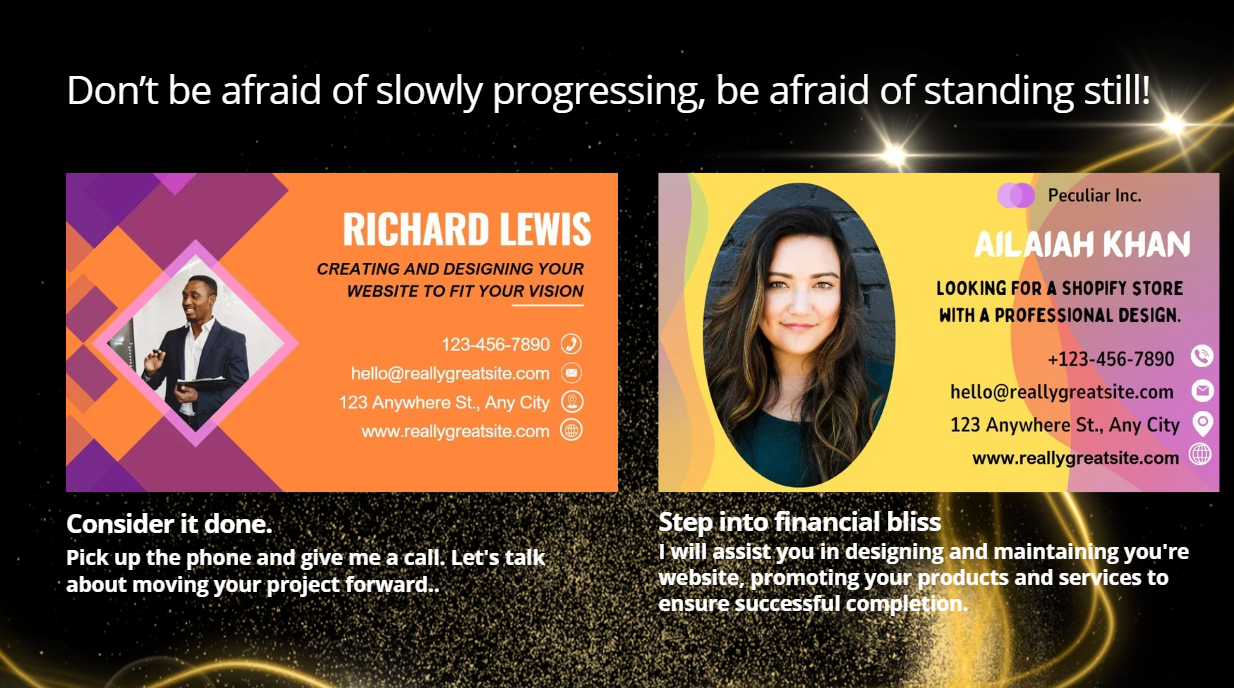 Don’t be afraid of slowly progressing, be afraid of standing still!
RICHARD LEWIS
CREATING AND DESIGNING YOUR
WEBSITE TO FIT YOUR VISION
123-456-7890
hello@reallygreatsite.com
123 Anywhere St., Any City
www.reallygreatsite.com
Consider it done.
Pick up the phone and give me a call. Let's talk
about moving your project forward..
Peculiar Inc.
AILAIAH KHAN
LOOKING FOR A SHOPIFY STORE
WITH A PROFESSIONAL DESIGN.
+123-456-7890
hello@reallygreatsite.com
123 Anywhere St., Any City
www.reallygreatsite.com
Step into financial bliss
I will assist you in designing and maintaining you're
website, promoting your products and services to
ensure successful completion.